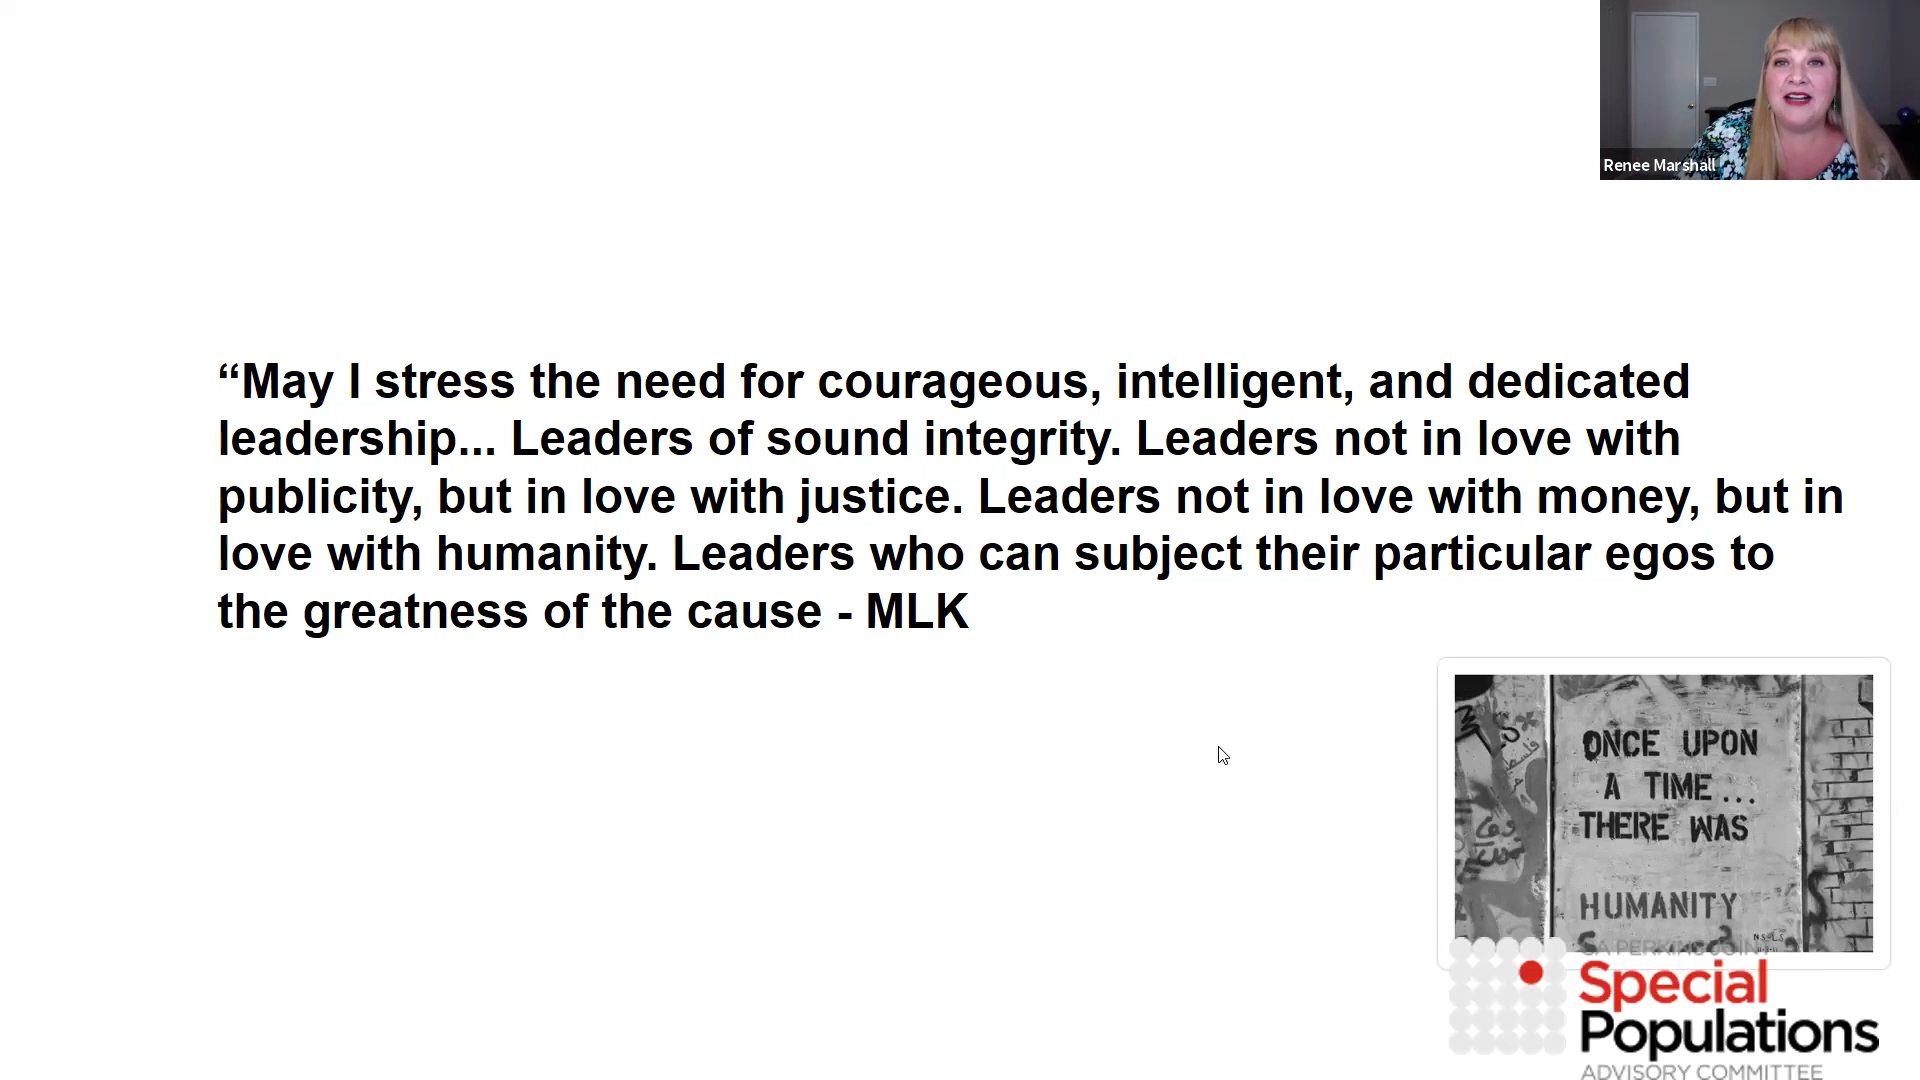 Renee Marshall
“May I stress the need for courageous, intelligent, and dedicated
leadership... Leaders of sound integrity. Leaders not in love with
publicity, but in love with justice. Leaders not in love with money, but in
love with humanity. Leaders who can subject their particular egos to
the greatness of the cause - MLK
ONCE UPON
A TIME...
THERE WAS
HUMANITY
CA PERKINS JOINT
Special
Populations
ADVISORY COMMITTEE